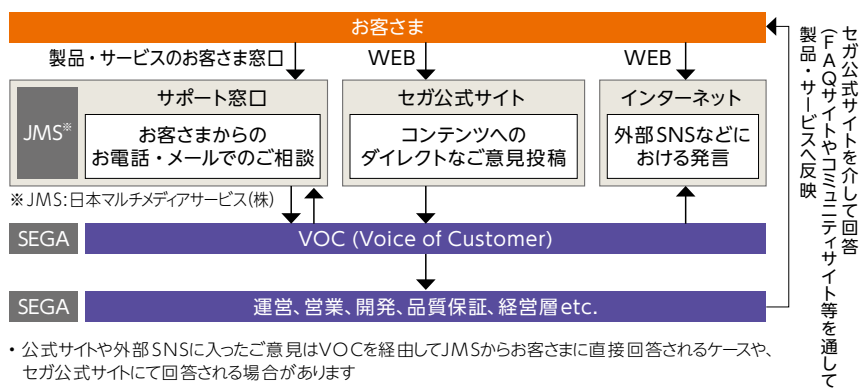 お客さま
製品・サービスのお客さま窓口
WEB
WEB
JMS※
サポート窓口
お客さまからの
お電話・メールでのご相談
セガ公式サイト
コンテンツへの
ダイレクトなご意見投稿
インターネット
外部SNSなどに
おける発言
※JMS:日本マルチメディアサービス(株)
SEGA
VOC (Voice of Customer)
SEGA
運営、営業、開発、品質保証、経営層etc.
セガ公式サイトを介して回答
(FAQサイトやコミュニティサイト等を通して
製品・サービスへ反映
・公式サイトや外部SNSに入ったご意見はVOCを経由してJMSからお客さまに直接回答されるケースや、
セガ公式サイトにて回答される場合があります